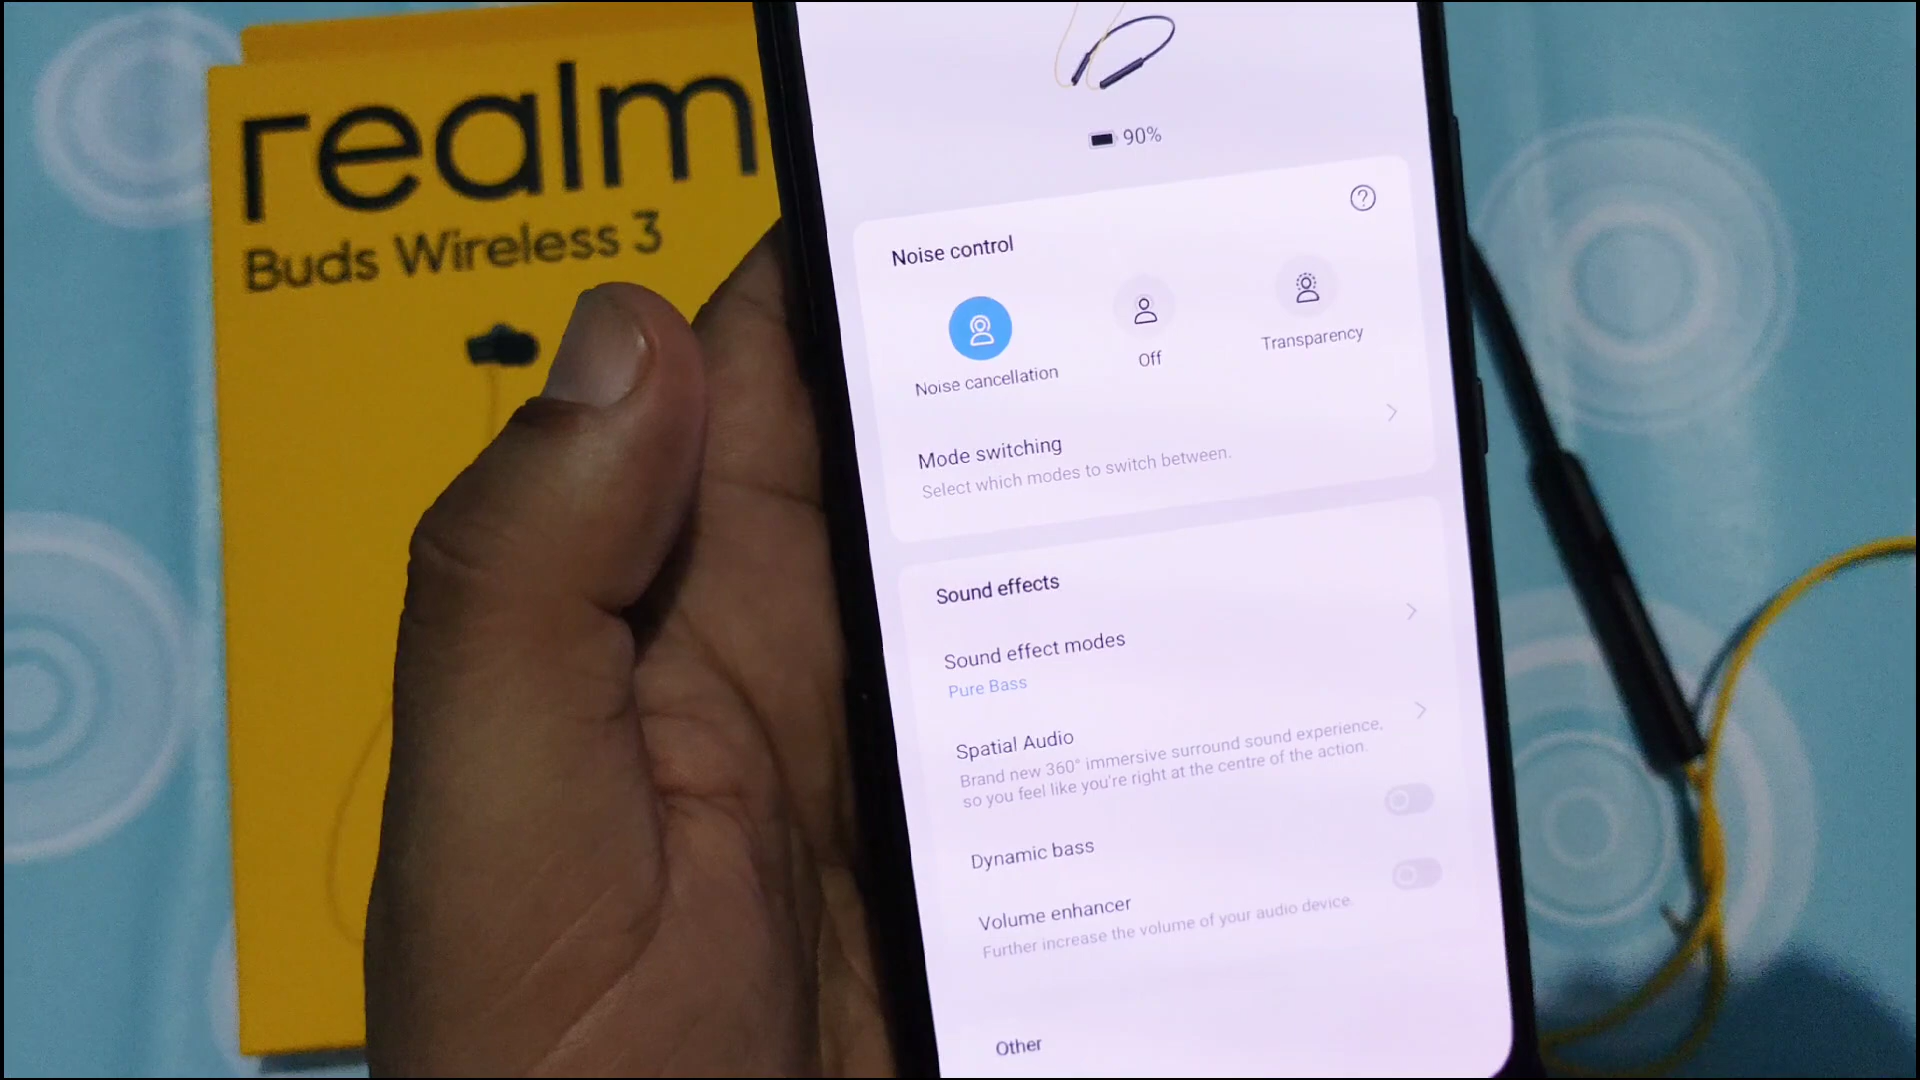 realm
Buds Wireless 3
90%
Noise control
Noise cancellation
Off
Transparency
Mode switching
Select which modes to switch between.
Sound effects
Sound effect modes
Pure Bass
Spatial Audio
Brand new 360° immersive surround sound experience,
so you feel like you're right at the centre of the action.
Dynamic bass
Volume enhancer
Further increase the volume of your audio device.
Other